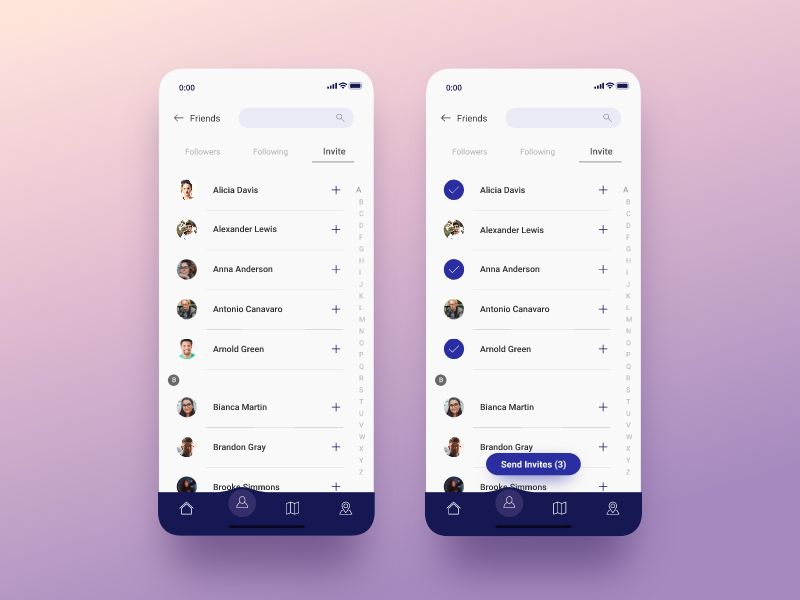 0:00
Friends
Followers Following Invite
Alicia Davis
Alexander Lewis
Anna Anderson
Antonio Canavaro
Arnold Green
B
Bianca Martin
Brandon Gray
Brooke Simmons
A
B
C
D
F
G
H
I
J
K
L
M
N
O
P
Q
R
S
T
U
V
W
X
Y
Z
0:00
Friends
Followers Following Invite
Alicia Davis
Alexander Lewis
Anna Anderson
Antonio Canavaro
Arnold Green
B
Bianca Martin
Brandon Gray
Send Invites (3)
Brooke Simmons
A
B
C
D
F
G
H
I
J
K
L
M
N
O
P
Q
R
S
T
U
V
W
X
Y
Z